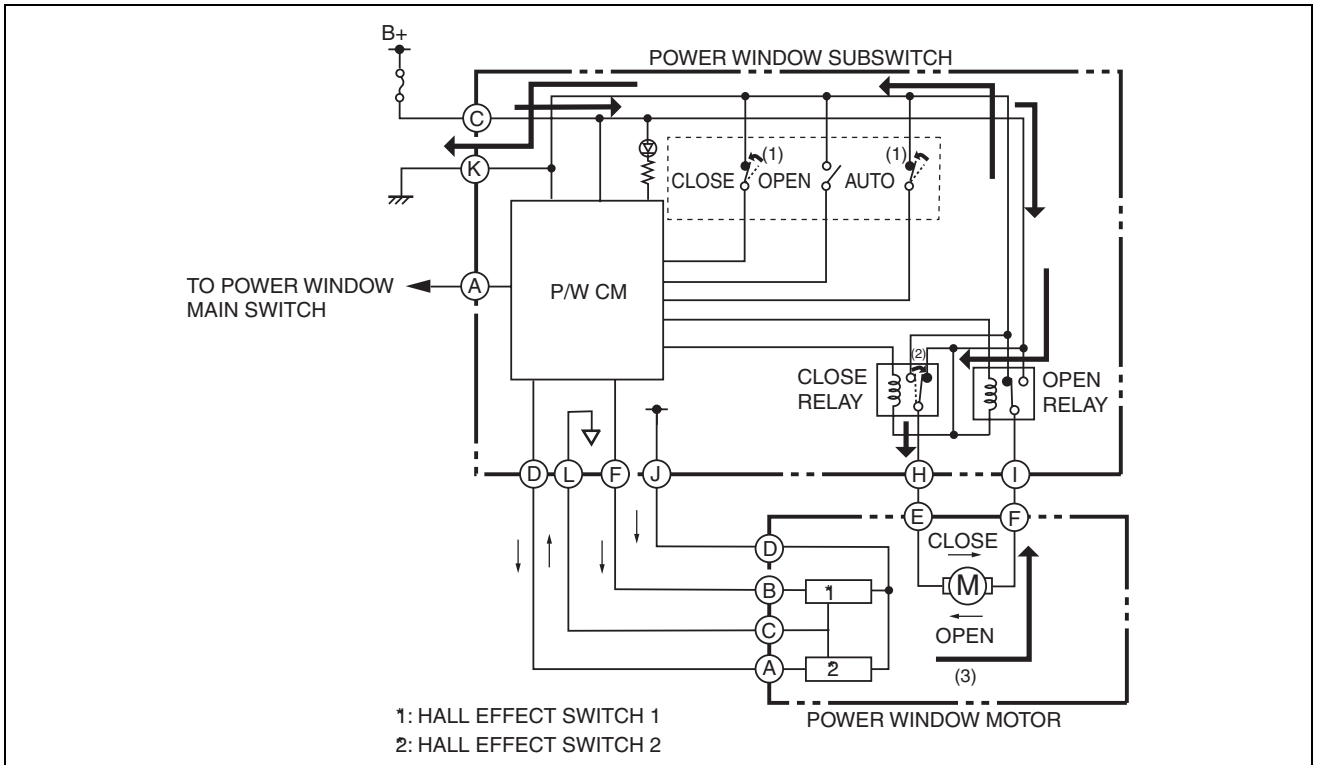 B+
POWER WINDOW SUBSWITCH
C
(1) (1)
K
CLOSE OPEN AUTO
A
TO POWER WINDOW
MAIN SWITCH
P/W CM
(2)
CLOSE
RELAY
OPEN
RELAY
D L F J H I
E F
D
CLOSE
B *1
M
C
OPEN
A *2
(3)
*1: HALL EFFECT SWITCH 1
*2: HALL EFFECT SWITCH 2
POWER WINDOW MOTOR